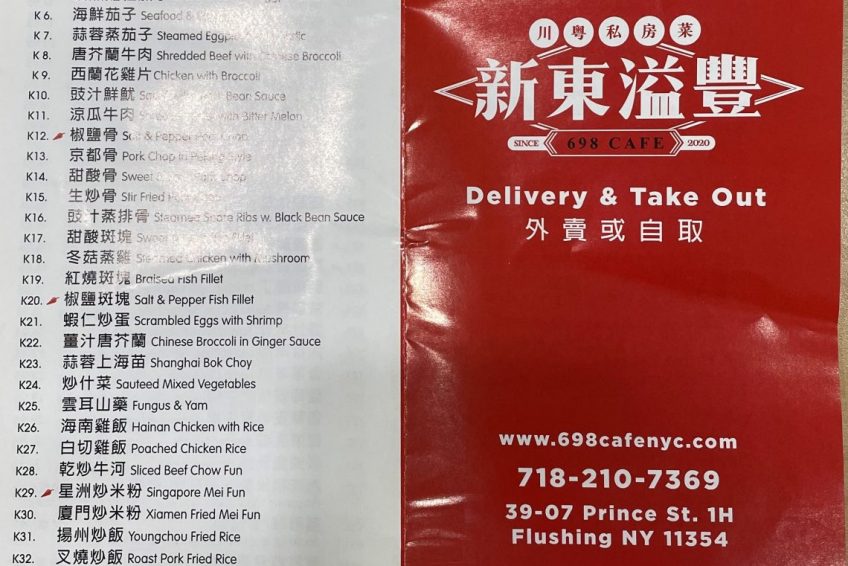 K 6. 海鮮茄子 Seafood &
K 7. 蒜蓉蒸茄子 Steamed
K 8. 唐芥蘭牛肉 Shredded Beef with Chinese Broccoli
K 9. 西蘭花雞片 Chicken with Broccoli
K10. 豉汁鮮魷 Bean Sauce
K11. 涼瓜牛肉 with Bitter Melon
K12. 椒鹽骨 Salt & Pepper Pork Chop
K13. 京都骨 Pork Chop in Peking Style
K14. 甜酸骨 Sweet
K15. 生炒骨 Stir Fried
K16. 豉汁蒸排骨 Steamed Spare Ribs w. Black Bean Sauce
K17. 甜酸斑塊 Sweet
K18. 冬菇蒸雞 Steamed Chicken with Mushroom
K19. 紅燒斑塊 Braised Fish Fillet
K20. 椒鹽斑塊 Salt & Pepper Fish Fillet
K21. 蝦仁炒蛋 Scrambled Eggs with Shrimp
K22. 薑汁唐芥蘭 Chinese Broccoli in Ginger Sauce
K23. 蒜蓉上海苗 Shanghai Bok Choy
K24. 炒什菜 Sauteed Mixed Vegetables
K25. 雲耳山藥 Fungus & Yam
K26. 海南雞飯 Hainan Chicken with Rice
K27. 白切雞飯 Poached Chicken Rice
K28. 乾炒牛河 Sliced Beef Chow Fun
K29. 星洲炒米粉 Singapore Mei Fun
K30. 廈門炒米粉 Xiamen Fried Mei Fun
K31. 揚州炒飯 Youngchou Fried Rice
K32. 叉燒炒飯 Roast Pork Fried Rice
川粵私房菜
新東溢豐
SINCE 698 CAFE 2020
Delivery & Take Out
外賣或自取
www.698cafenyc.com
718-210-7369
39-07 Prince St. 1H
Flushing NY 11354